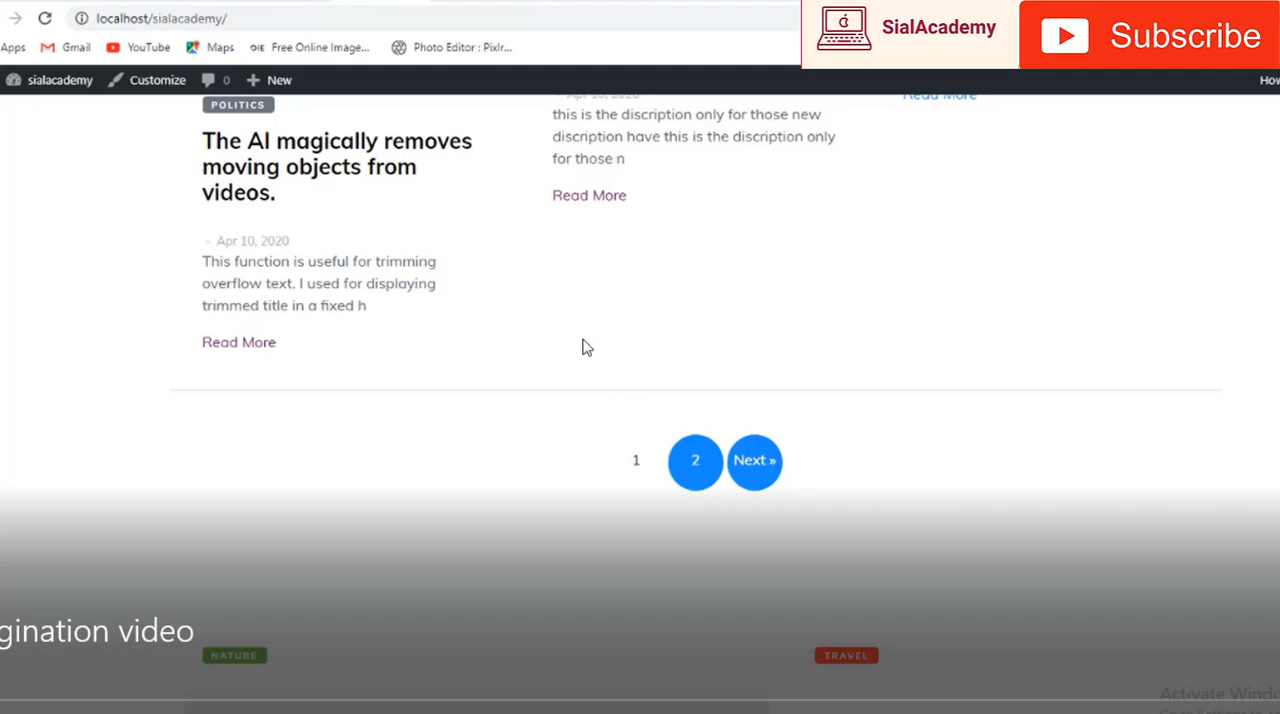 localhost/sialacademy/
SialAcademy
Subscribe
Apps Gmail YouTube Maps OIE Free Online Image... Photo Editor : Pixlr...
sialacademy Customize 0 New
POLITICS
The AI magically removes
moving objects from
videos.
- Apr 10, 2020
This function is useful for trimming
overflow text. I used for displaying
trimmed title in a fixed h
Read More
this is the discription only for those new
discription have this is the discription only
for those n
Read More
Read More
1 2 Next »
gination video
NATURE
TRAVEL